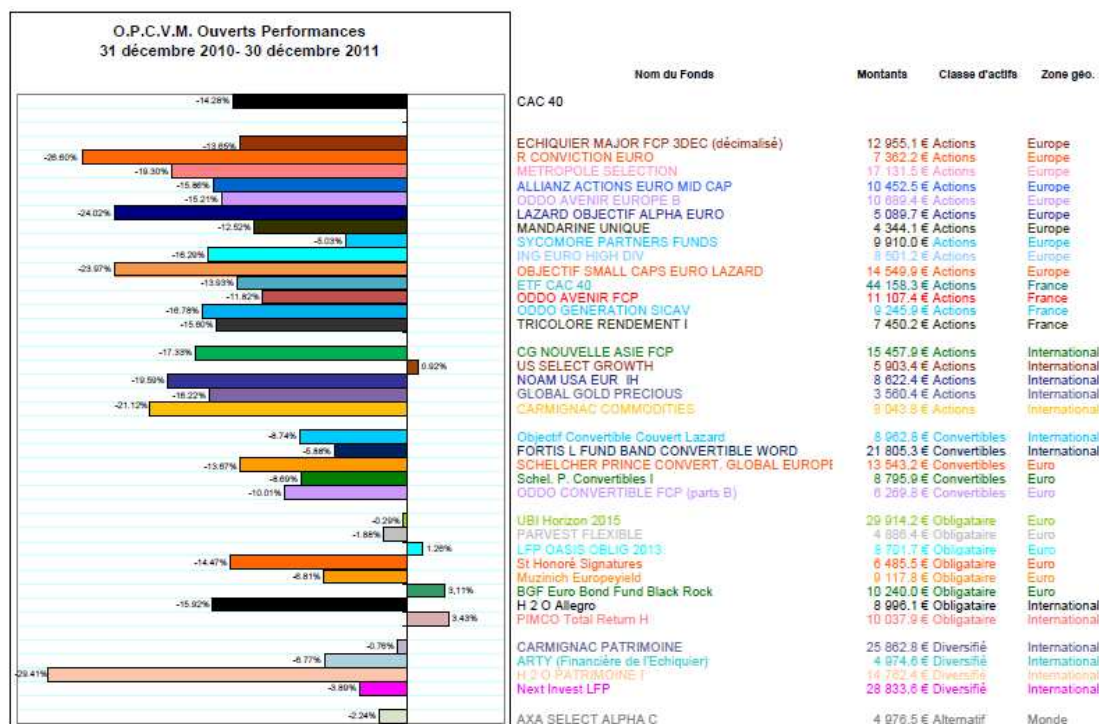 O.P.C.V.M. Ouverts Performances
31 décembre 2010- 30 décembre 2011
Nom du Fonds Montants Classe d'actifs Zone géo.
-14.28% CAC 40
-13.65% ECHIQUIER MAJOR FCP 3DEC (décimalisé) 12 955.1 € Actions Europe
-26.60% R CONVICTION EURO 7 362.2 € Actions Europe
-19.30% METROPOLE SELECTION 17 131.5 € Actions Europe
-15.86% ALLIANZ ACTIONS EURO MID CAP 10 452.5 € Actions Europe
-15.21% ODDO AVENIR EUROPE B 10 689.4 € Actions Europe
-24.02% LAZARD OBJECTIF ALPHA EURO 5 089.7 € Actions Europe
-12.52% MANDARINE UNIQUE 4 344.1 € Actions Europe
-5.03% SYCOMORE PARTNERS FUNDS 9 910.0 € Actions Europe
-16.29% ING EURO HIGH DIV 8 501.2 € Actions Europe
-23.97% OBJECTIF SMALL CAPS EURO LAZARD 14 549.9 € Actions Europe
-13.93% ETF CAC 40 44 158.3 € Actions France
-11.82% ODDO AVENIR FCP 11 107.4 € Actions France
-16.78% ODDO GENERATION SICAV 9 245.9 € Actions France
-15.60% TRICOLORE RENDEMENT I 7 450.2 € Actions France
-17.33% CG NOUVELLE ASIE FCP 15 457.9 € Actions International
0.92% US SELECT GROWTH 5 903.4 € Actions International
-19.59% NOAM USA EUR IH 8 622.4 € Actions International
-16.22% GLOBAL GOLD PRECIOUS 3 560.4 € Actions International
-21.12% CARMIGNAC COMMODITIES € Actions International
-8.74% Objectif Convertible Couvert Lazard 8 962.8 € Convertibles International
-5.88% FORTIS L FUND BAND CONVERTIBLE WORD 21 805.3 € Convertibles International
-13.67% SCHELCHER PRINCE CONVERT. GLOBAL EUROPE 13 543.2 € Convertibles Euro
-8.69% Schel. P. Convertibles I 8 795.9 € Convertibles Euro
-10.01% ODDO CONVERTIBLE FCP (parts B) 6 269.8 € Convertibles Euro
-0.29% UBI Horizon 2015 29 914.2 € Obligataire Euro
-1.88% PARVEST FLEXIBLE 4 886.4 € Obligataire Euro
1.26% LFP OASIS OBLIG 2013 € Obligataire Euro
-14.47% St Honoré Signatures 6 485.5 € Obligataire Euro
-6.81% Muzinich Europeyield 9 117.8 € Obligataire Euro
3.11% BGF Euro Bond Fund Black Rock 10 240.0 € Obligataire Euro
-15.92% H 2 O Allegro 8 996.1 € Obligataire International
3.43% PIMCO Total Return H 10 037.9 € Obligataire International
-0.76% CARMIGNAC PATRIMOINE 25 862.8 € Diversifié International
-6.77% ARTY (Financière de l'Echiquier) 4 974.6 € Diversifié International
-29.41% H 2 O PATRIMOINE I 14 762.4 € Diversifié International
-3.89% Next Invest LFP 28 833.6 € Diversifié International
-2.24% AXA SELECT ALPHA C 4 976.5 € Alternatif Monde